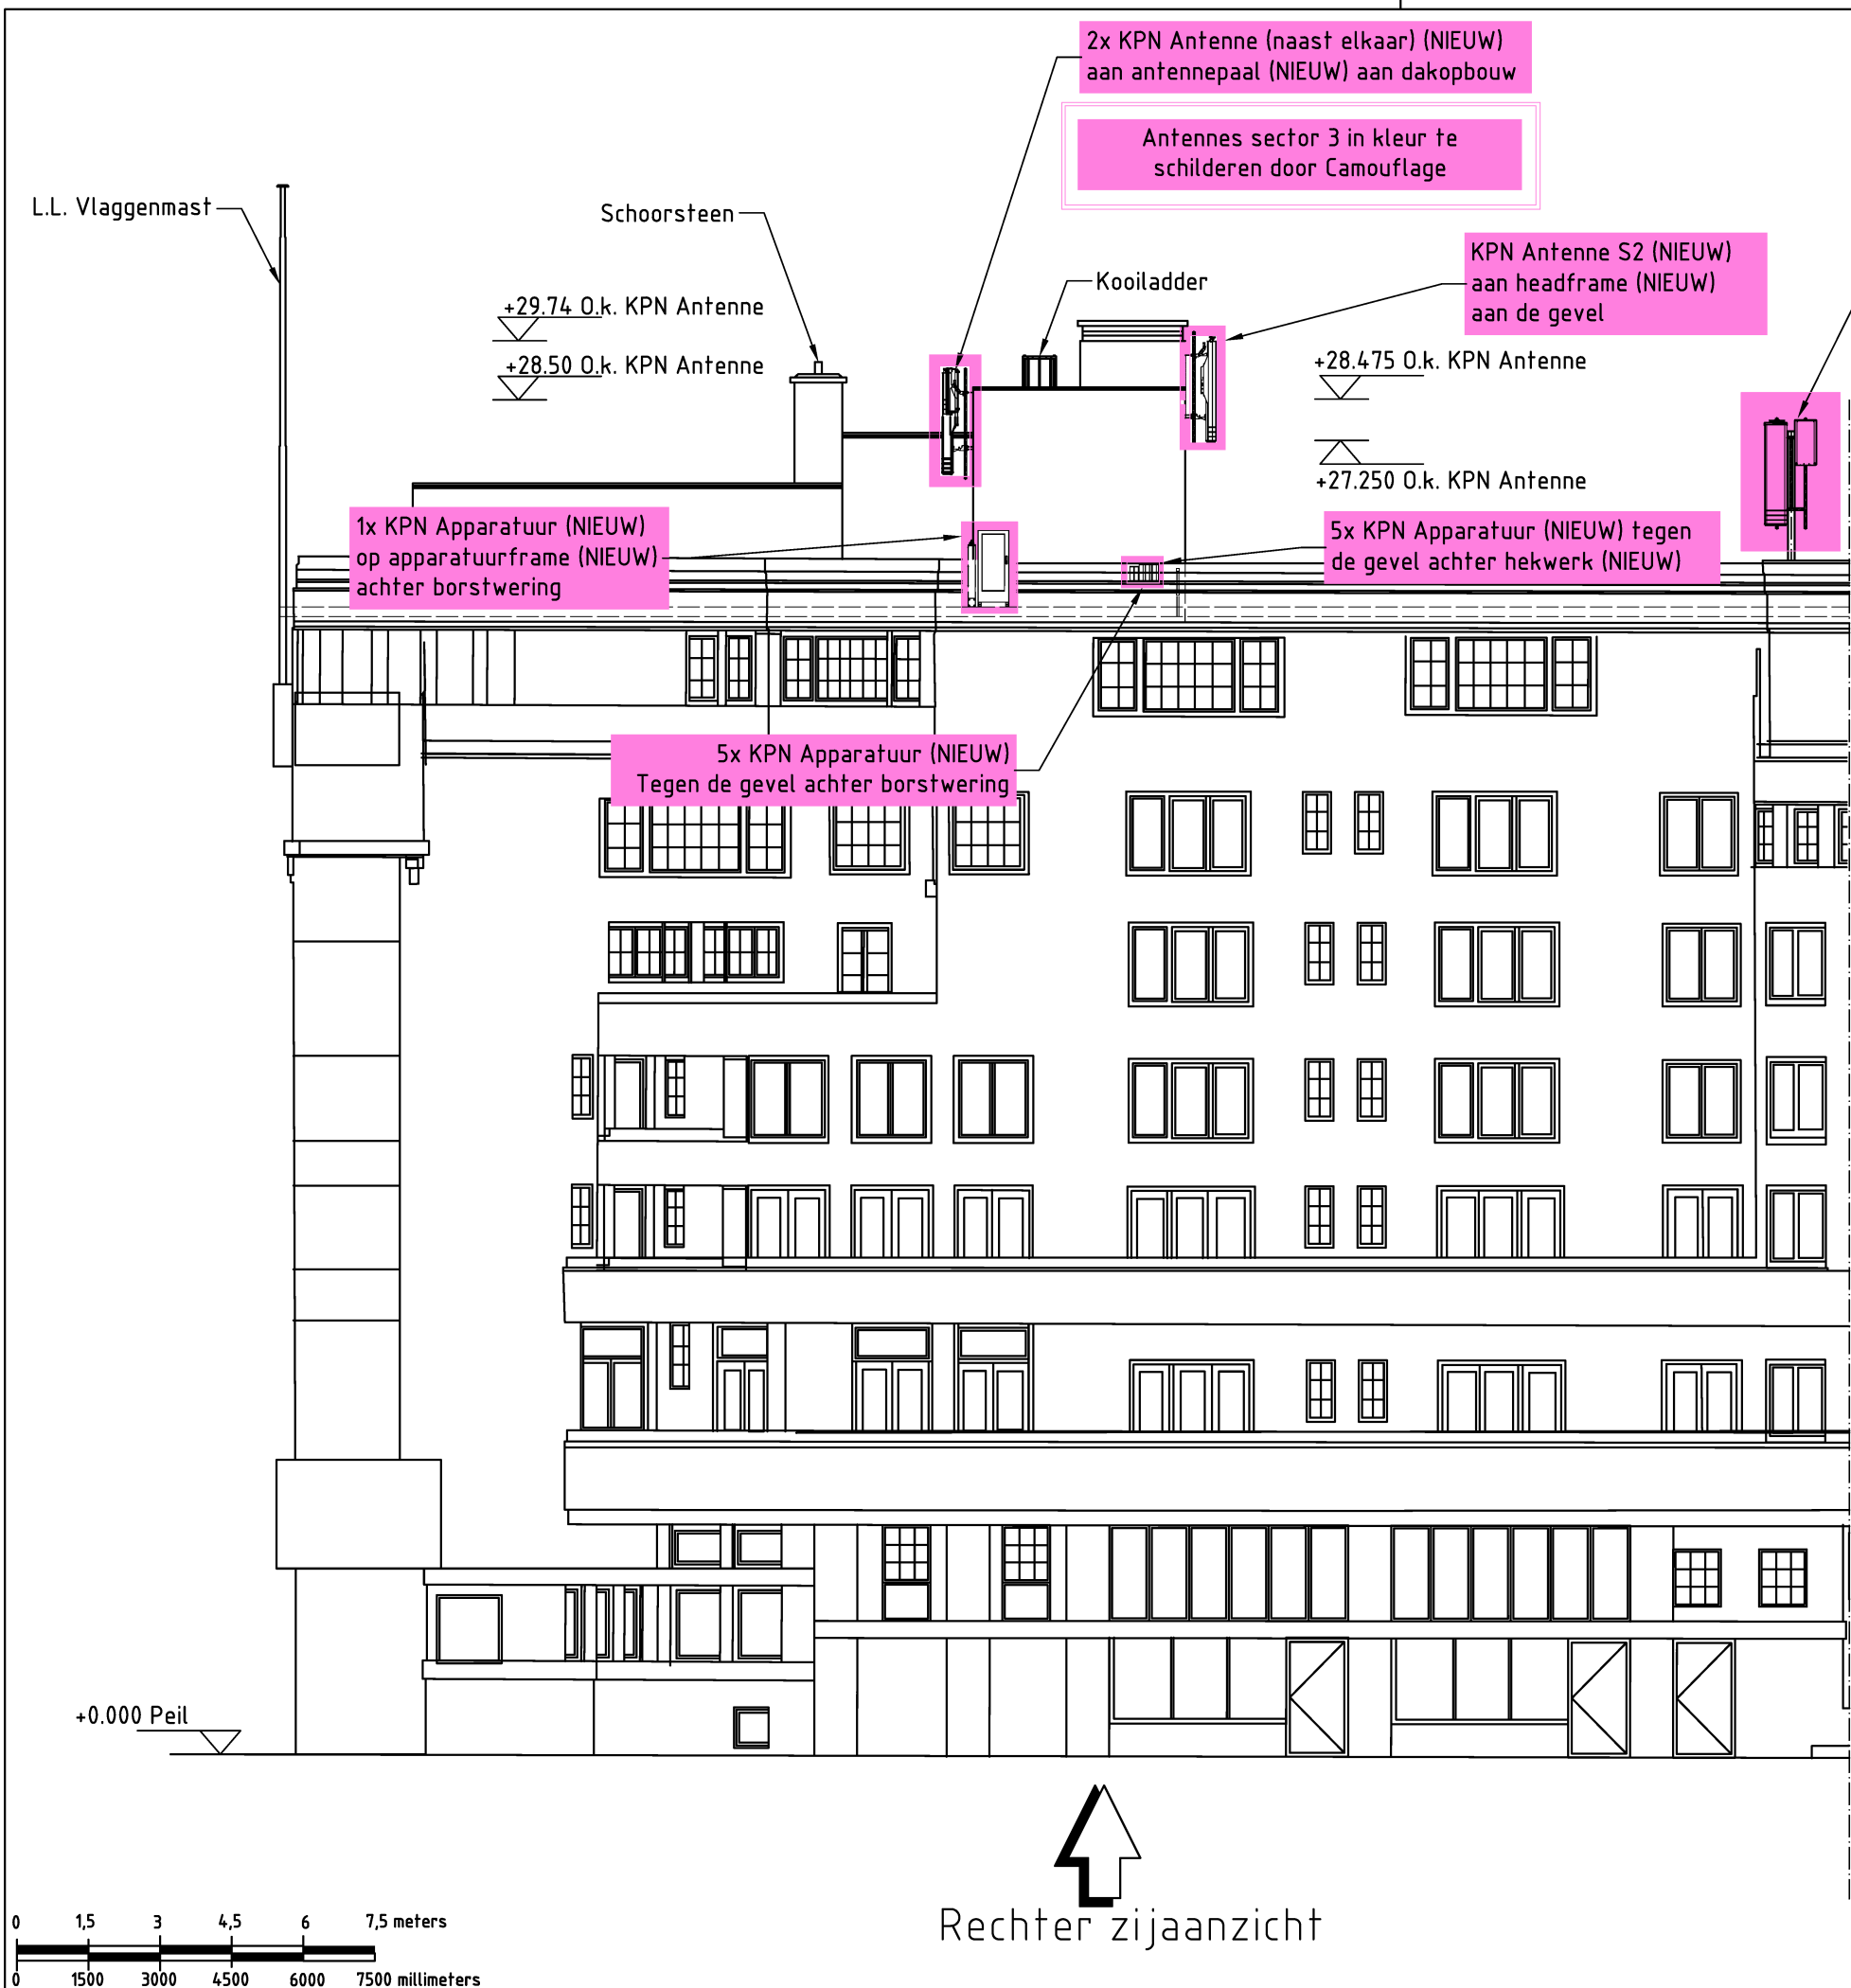 2x KPN Antenne (naast elkaar) (NIEUW)
aan antennepaal (NIEUW) aan dakopbouw
Antennes sector 3 in kleur te
schilderen door Camouflage
L.L. Vlaggenmast
Schoorsteen
KPN Antenne S2 (NIEUW)
aan headframe (NIEUW)
aan de gevel
Kooiladder
+29.74 O.k. KPN Antenne
+28.50 O.k. KPN Antenne
+28.475 O.k. KPN Antenne
+27.250 O.k. KPN Antenne
1x KPN Apparatuur (NIEUW)
op apparatuurframe (NIEUW)
achter borstwering
5x KPN Apparatuur (NIEUW) tegen
de gevel achter hekwerk (NIEUW)
5x KPN Apparatuur (NIEUW)
Tegen de gevel achter borstwering
+0.000 Peil
Rechter zijaanzicht
0 1,5 3 4,5 6 7,5 meters
0 1500 3000 4500 6000 7500 millimeters